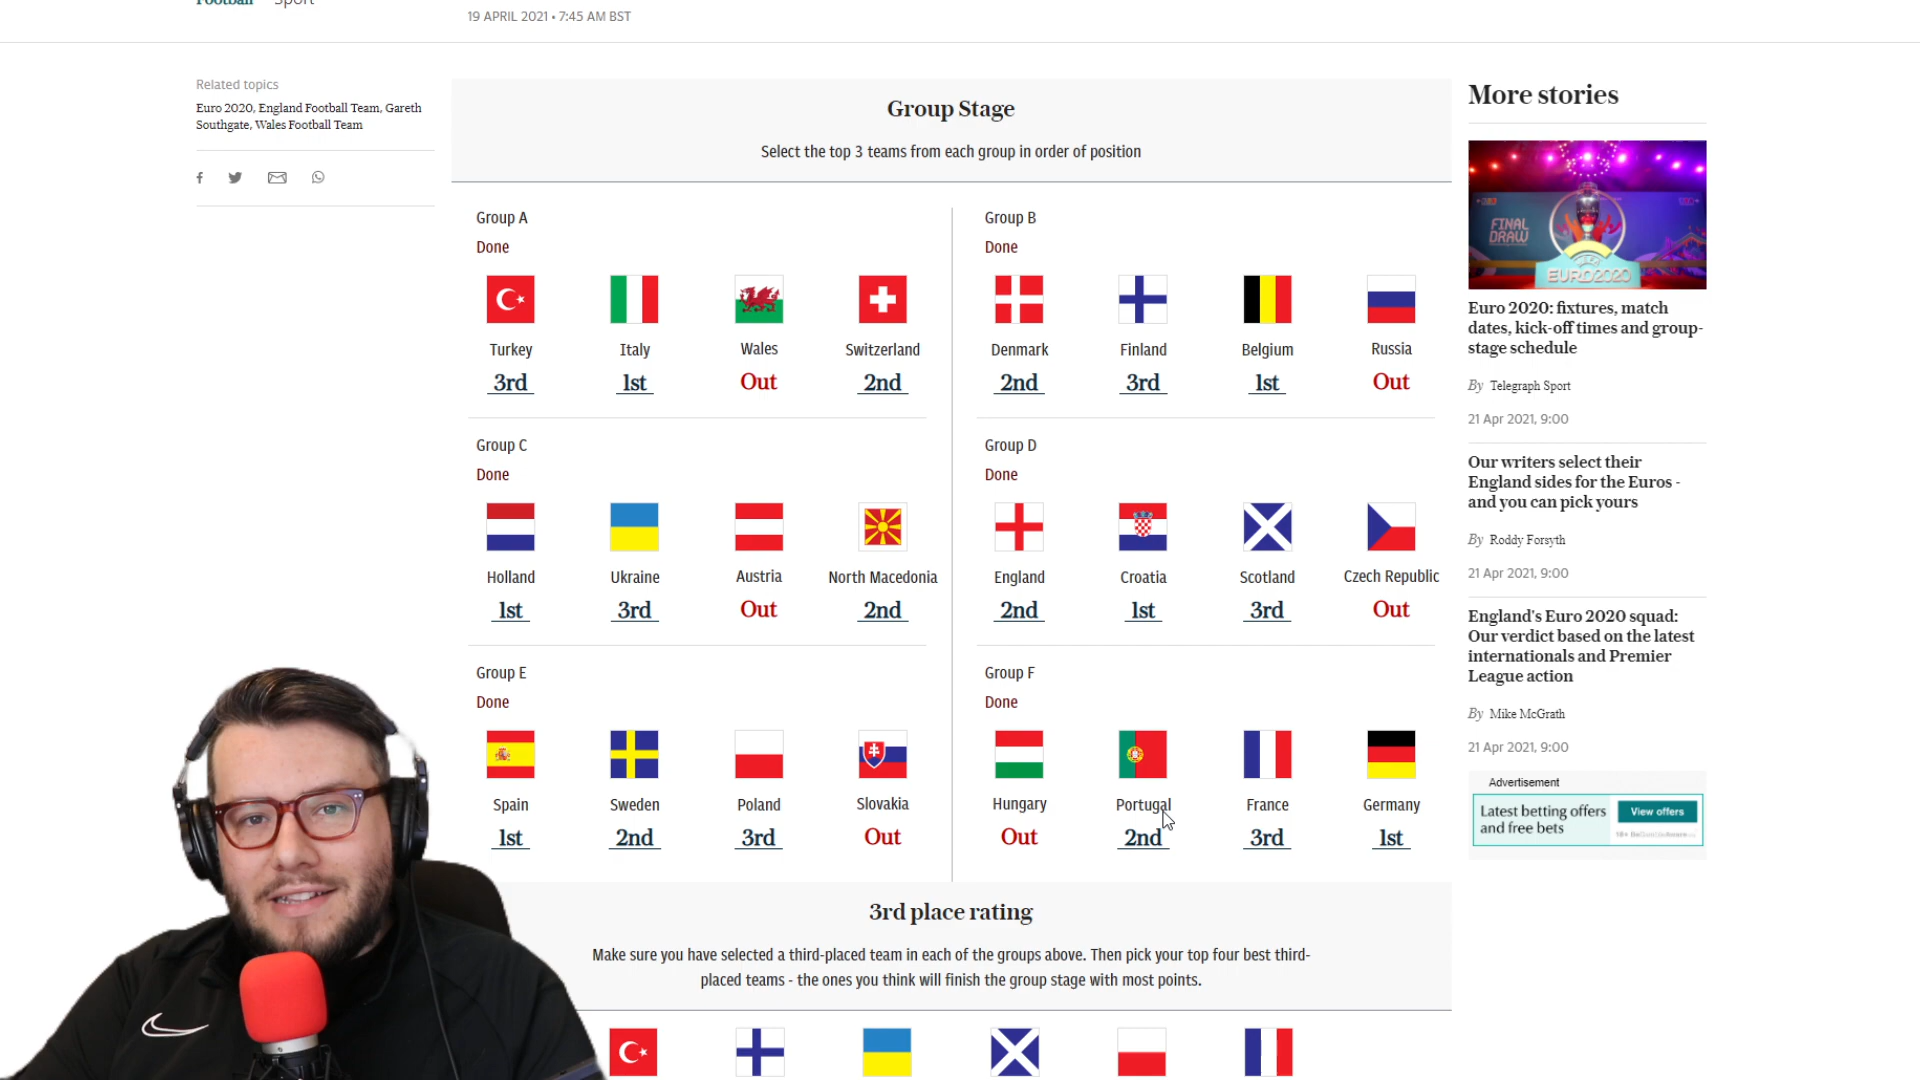 Football Sport
19 APRIL 2021 • 7:45 AM BST
Related topics
Euro 2020, England Football Team, Gareth
Southgate, Wales Football Team
Group Stage
Select the top 3 teams from each group in order of position
Group A
Done
Turkey Italy Wales Switzerland
3rd 1st Out 2nd
Group B
Done
Denmark Finland Belgium Russia
2nd 3rd 1st Out
Group C
Done
Holland Ukraine Austria North Macedonia
1st 3rd Out 2nd
Group D
Done
England Croatia Scotland Czech Republic
2nd 1st 3rd Out
Group E
Done
Spain Sweden Poland Slovakia
1st 2nd 3rd Out
Group F
Done
Hungary Portugal France Germany
Out 2nd 3rd 1st
3rd place rating
Make sure you have selected a third-placed team in each of the groups above. Then pick your top four best third-
placed teams - the ones you think will finish the group stage with most points.
More stories
FINAL
DRAW
EURO2020
Euro 2020: fixtures, match
dates, kick-off times and group-
stage schedule
By Telegraph Sport
21 Apr 2021, 9:00
Our writers select their
England sides for the Euros -
and you can pick yours
By Roddy Forsyth
21 Apr 2021, 9:00
England's Euro 2020 squad:
Our verdict based on the latest
internationals and Premier
League action
By Mike McGrath
21 Apr 2021, 9:00
Advertisement
Latest betting offers
and free bets
View offers